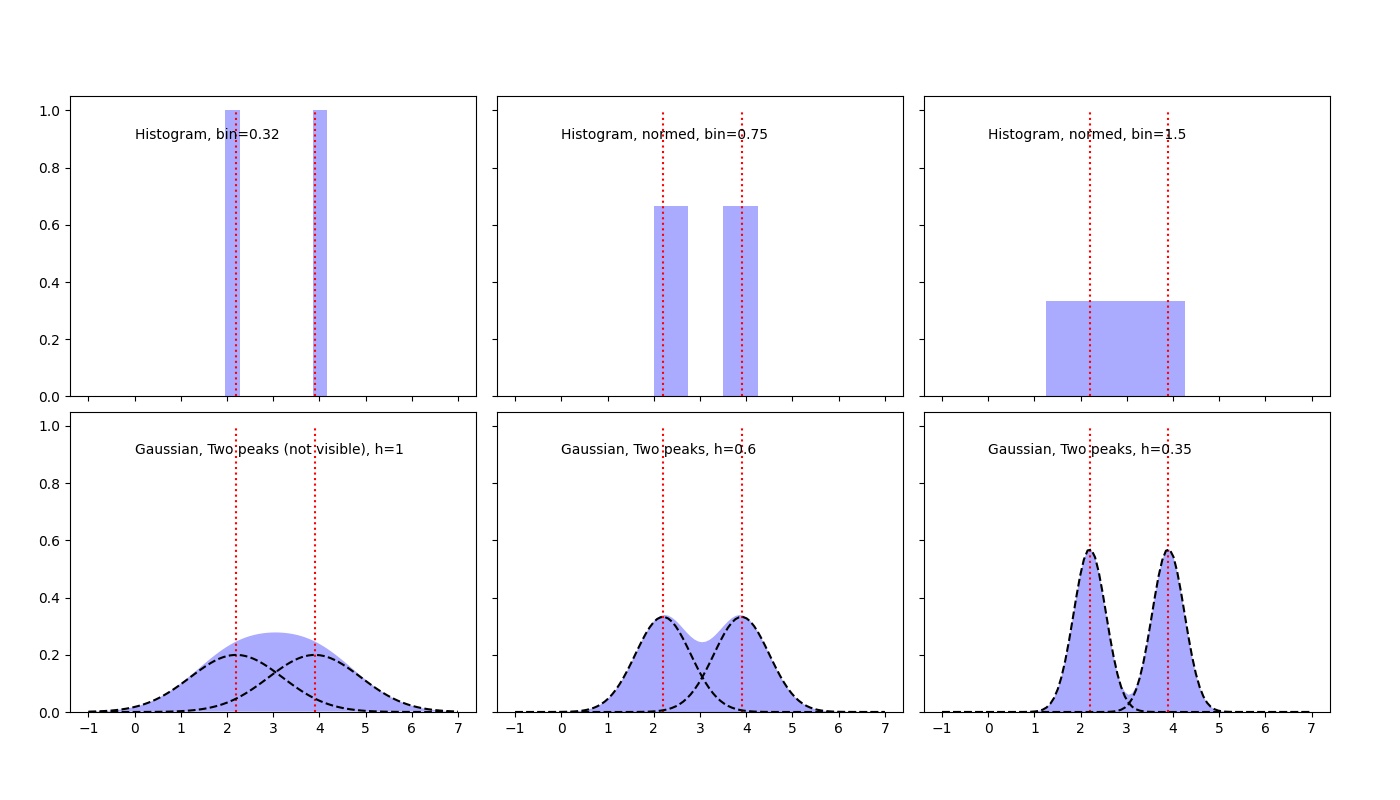 1.0
0.8
0.6
0.4
0.2
0.0
Histogram, bin=0.32
Histogram, normed, bin=0.75
Histogram, normed, bin=1.5
1.0
0.8
0.6
0.4
0.2
0.0
Gaussian, Two peaks (not visible), h=1
Gaussian, Two peaks, h=0.6
Gaussian, Two peaks, h=0.35
−1 0 1 2 3 4 5 6 7
−1 0 1 2 3 4 5 6 7
−1 0 1 2 3 4 5 6 7